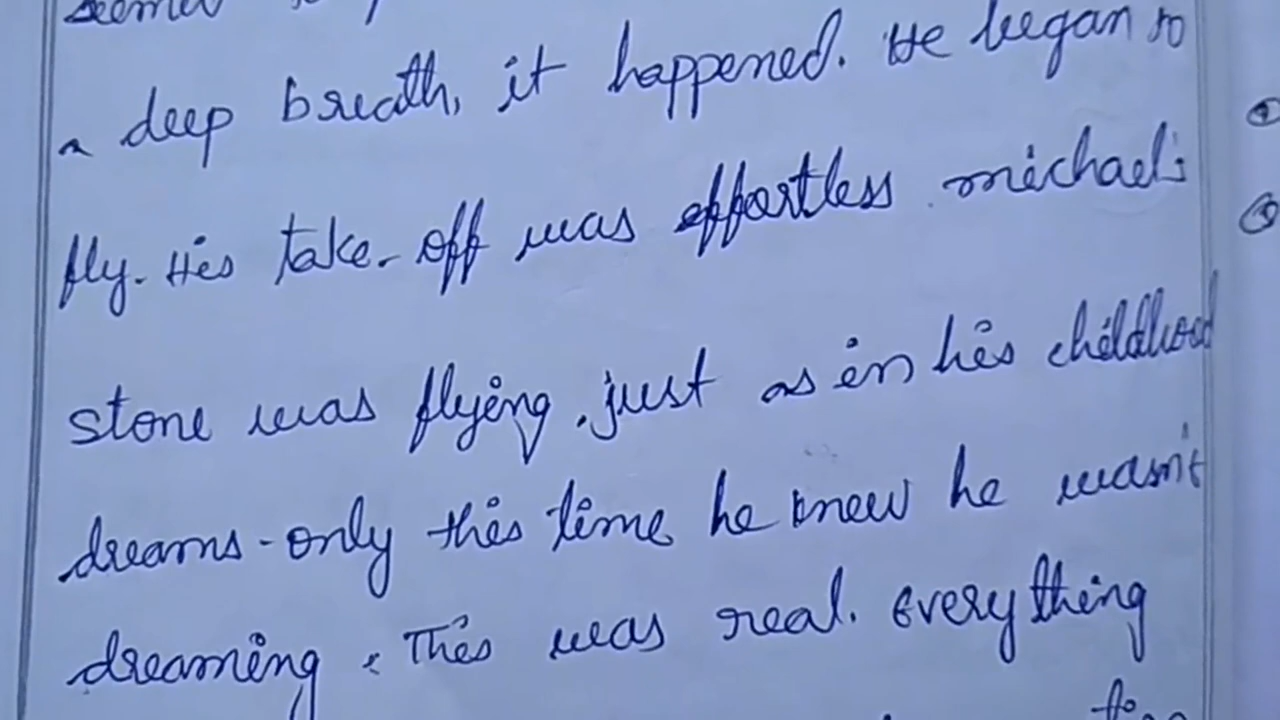 seemed
a deep breath, it happened. He began to
fly. His take-off was effortless michael's
stone was flying. just as in his childhood
dreams-only this time he knew he wasn't
dreaming. This was real. Everything